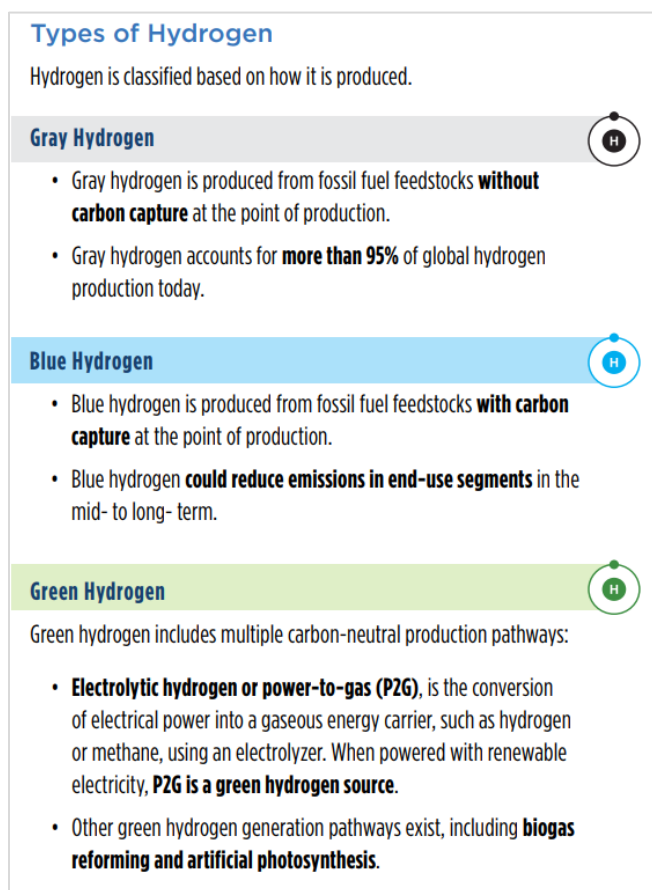 Types of Hydrogen
Hydrogen is classified based on how it is produced.
Gray Hydrogen
H
• Gray hydrogen is produced from fossil fuel feedstocks without
carbon capture at the point of production.
• Gray hydrogen accounts for more than 95% of global hydrogen
production today.
Blue Hydrogen
H
• Blue hydrogen is produced from fossil fuel feedstocks with carbon
capture at the point of production.
• Blue hydrogen could reduce emissions in end-use segments in the
mid- to long- term.
Green Hydrogen
H
Green hydrogen includes multiple carbon-neutral production pathways:
• Electrolytic hydrogen or power-to-gas (P2G), is the conversion
of electrical power into a gaseous energy carrier, such as hydrogen
or methane, using an electrolyzer. When powered with renewable
electricity, P2G is a green hydrogen source.
• Other green hydrogen generation pathways exist, including biogas
reforming and artificial photosynthesis.